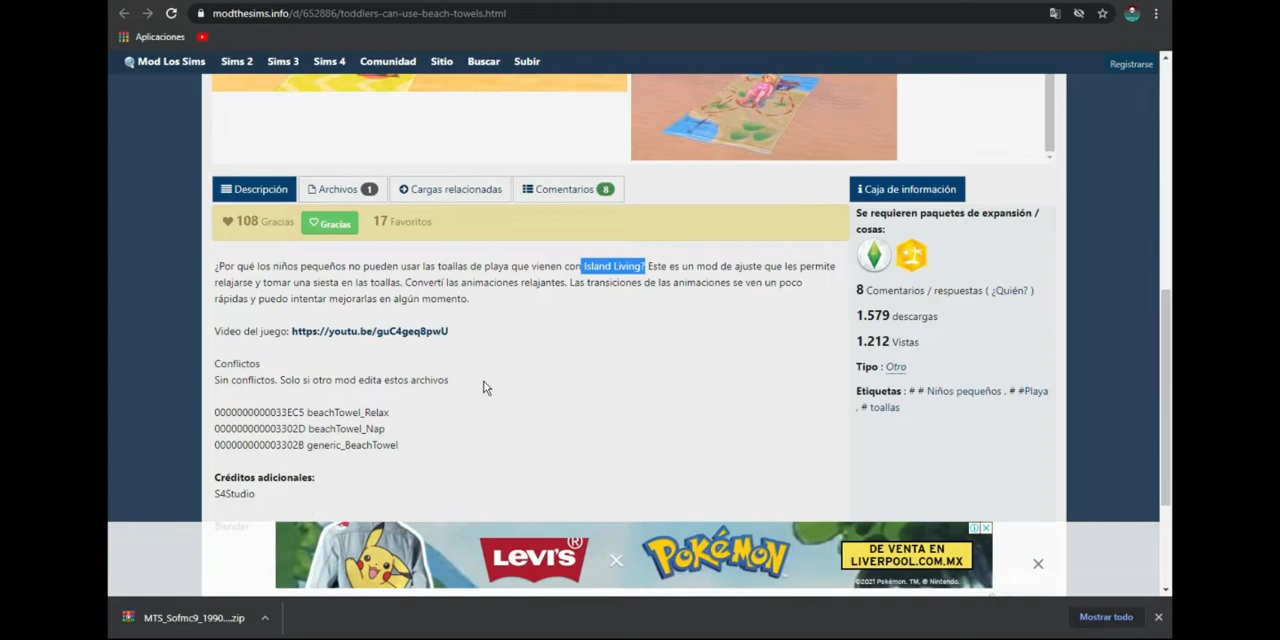 modthesims.info/d/652886/toddlers-can-use-beach-towels.html
Aplicaciones
Mod Los Sims Sims 2 Sims 3 Sims 4 Comunidad Sitio Buscar Subir Registrarse
Descripción Archivos 1 Cargas relacionadas Comentarios 8
108 Gracias Gracias 17 Favoritos
¿Por qué los niños pequeños no pueden usar las toallas de playa que vienen con Island Living? Este es un mod de ajuste que les permite
relajarse y tomar una siesta en las toallas. Convertí las animaciones relajantes. Las transiciones de las animaciones se ven un poco
rápidas y puedo intentar mejorarlas en algún momento.
Video del juego: https://youtu.be/guC4geq8pwU
Conflictos
Sin conflictos. Solo si otro mod edita estos archivos
0000000000033EC5 beachTowel_Relax
000000000003302D beachTowel_Nap
000000000003302B generic_BeachTowel
Créditos adicionales:
S4Studio
Blender
Caja de información
Se requieren paquetes de expansión /
cosas:
8 Comentarios / respuestas ( ¿Quién? )
1.579 descargas
1.212 Vistas
Tipo : Otro
Etiquetas : # # Niños pequeños , # #Playa
, # toallas
LEVI'S® × POKÉMON
DE VENTA EN
LIVERPOOL.COM.MX
©2021 Pokémon. TM, ® Nintendo.
MTS_Sofmc9_1990....zip
Mostrar todo